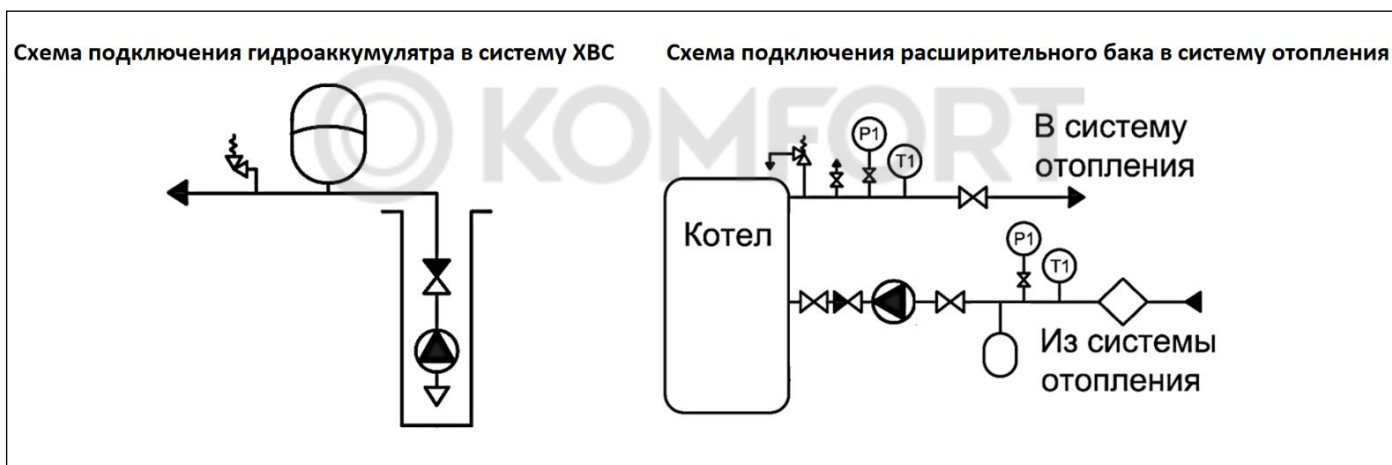 Схема подключения гидроаккумулятра в систему ХВС
Схема подключения расширительного бака в систему отопления
KOMFORT
P1
T1
В систему
отопления
Котел
P1
T1
Из системы
отопления